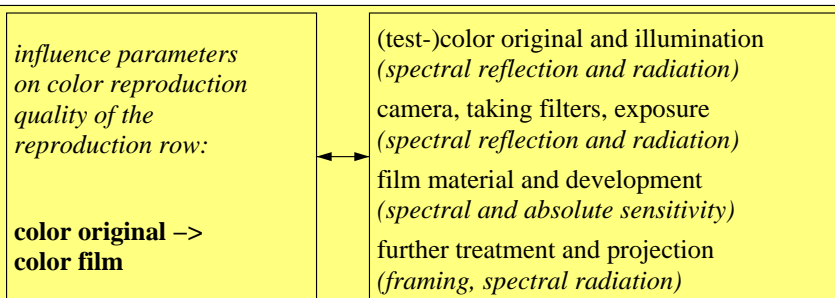 influence parameters
on color reproduction
quality of the
reproduction row:
color original −>
color film
(test-)color original and illumination
(spectral reflection and radiation)
camera, taking filters, exposure
(spectral reflection and radiation)
film material and development
(spectral and absolute sensitivity)
further treatment and projection
(framing, spectral radiation)